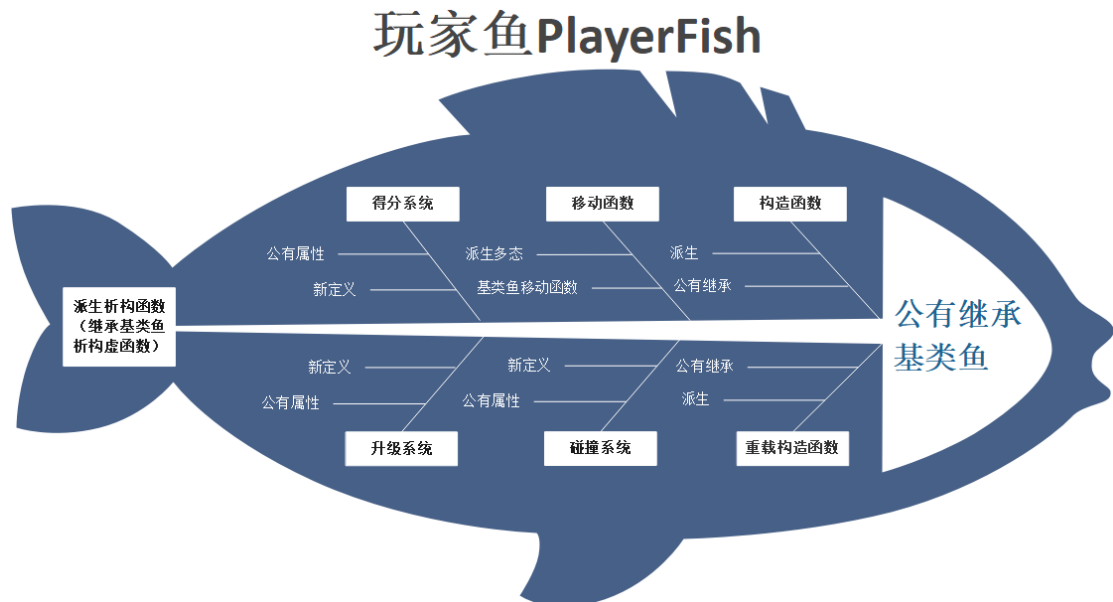 玩家鱼PlayerFish
得分系统
移动函数
构造函数
公有属性
派生多态
派生
新定义
基类鱼移动函数
公有继承
派生析构函数
（继承基类鱼
析构虚函数）
公有继承
基类鱼
新定义
新定义
公有继承
公有属性
公有属性
派生
升级系统
碰撞系统
重载构造函数